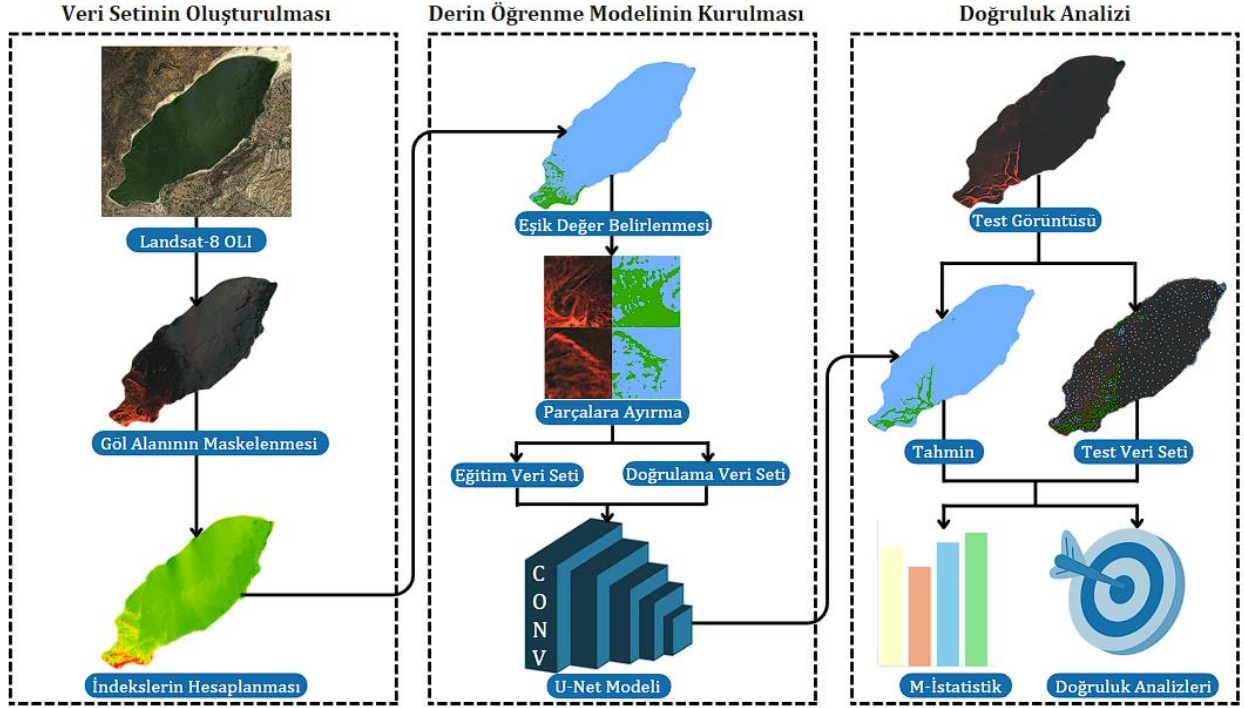 Veri Setinin Oluşturulması
Landsat-8 OLI
Göl Alanının Maskelenmesi
İndekslerin Hesaplanması
Derin Öğrenme Modelinin Kurulması
Eşik Değer Belirlenmesi
Parçalara Ayırma
Eğitim Veri Seti
Doğrulama Veri Seti
CONV
U-Net Modeli
Doğruluk Analizi
Test Görüntüsü
Tahmin
Test Veri Seti
M-İstatistik
Doğruluk Analizleri